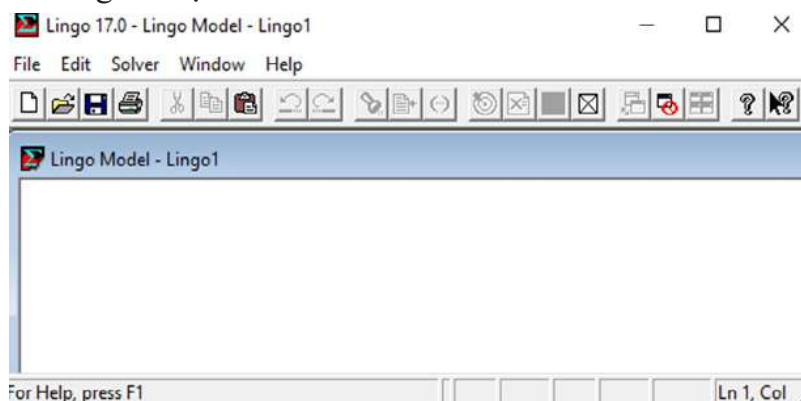 Lingo 17.0 - Lingo Model - Lingo1
File Edit Solver Window Help
Lingo Model - Lingo1
For Help, press F1
Ln 1, Col